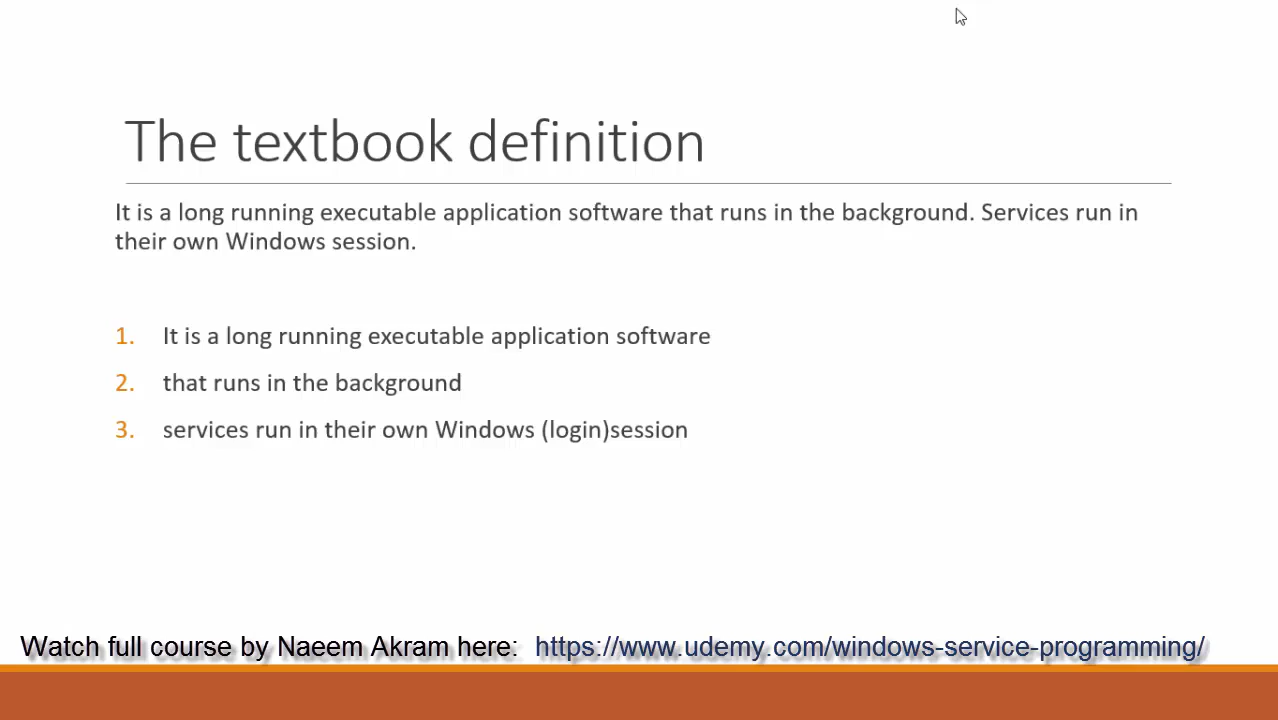 The textbook definition
It is a long running executable application software that runs in the background. Services run in
their own Windows session.
1. It is a long running executable application software
2. that runs in the background
3. services run in their own Windows (login)session
Watch full course by Naeem Akram here: https://www.udemy.com/windows-service-programming/